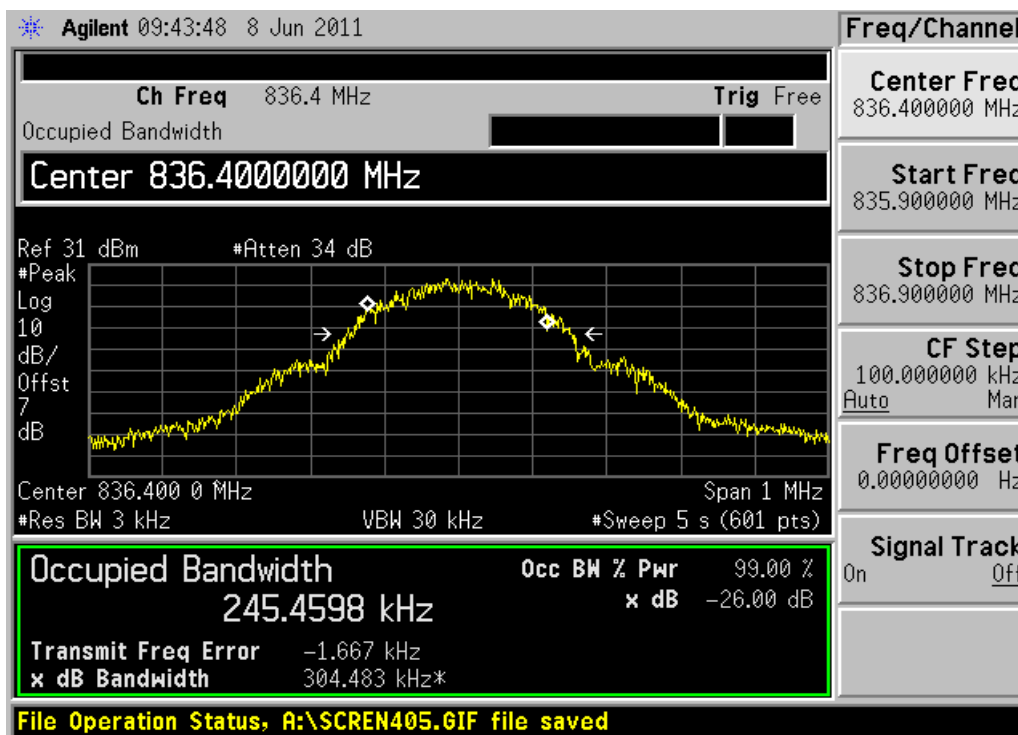 Agilent 09:43:48 8 Jun 2011
Ch Freq 836.4 MHz Trig Free
Occupied Bandwidth
Center 836.4000000 MHz
Ref 31 dBm #Atten 34 dB
#Peak
Log
10
dB/
Offst
7
dB
Center 836.400 0 MHz Span 1 MHz
#Res BW 3 kHz VBW 30 kHz #Sweep 5 s (601 pts)
Occupied Bandwidth
245.4598 kHz
Occ BW % Pwr 99.00 %
x dB -26.00 dB
Transmit Freq Error -1.667 kHz
x dB Bandwidth 304.483 kHz*
File Operation Status, A:\SCREN405.GIF file saved
Freq/Channel
Center Freq
836.400000 MHz
Start Freq
835.900000 MHz
Stop Freq
836.900000 MHz
CF Step
100.000000 kHz
Auto Man
Freq Offset
0.00000000 Hz
Signal Track
On Off